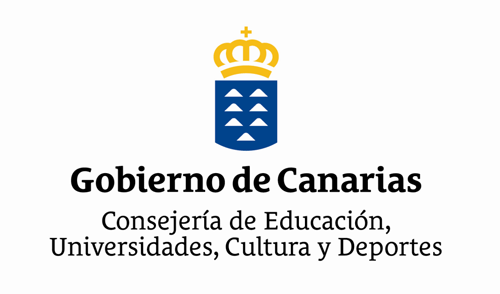 Gobierno de Canarias
Consejería de Educación,
Universidades, Cultura y Deportes